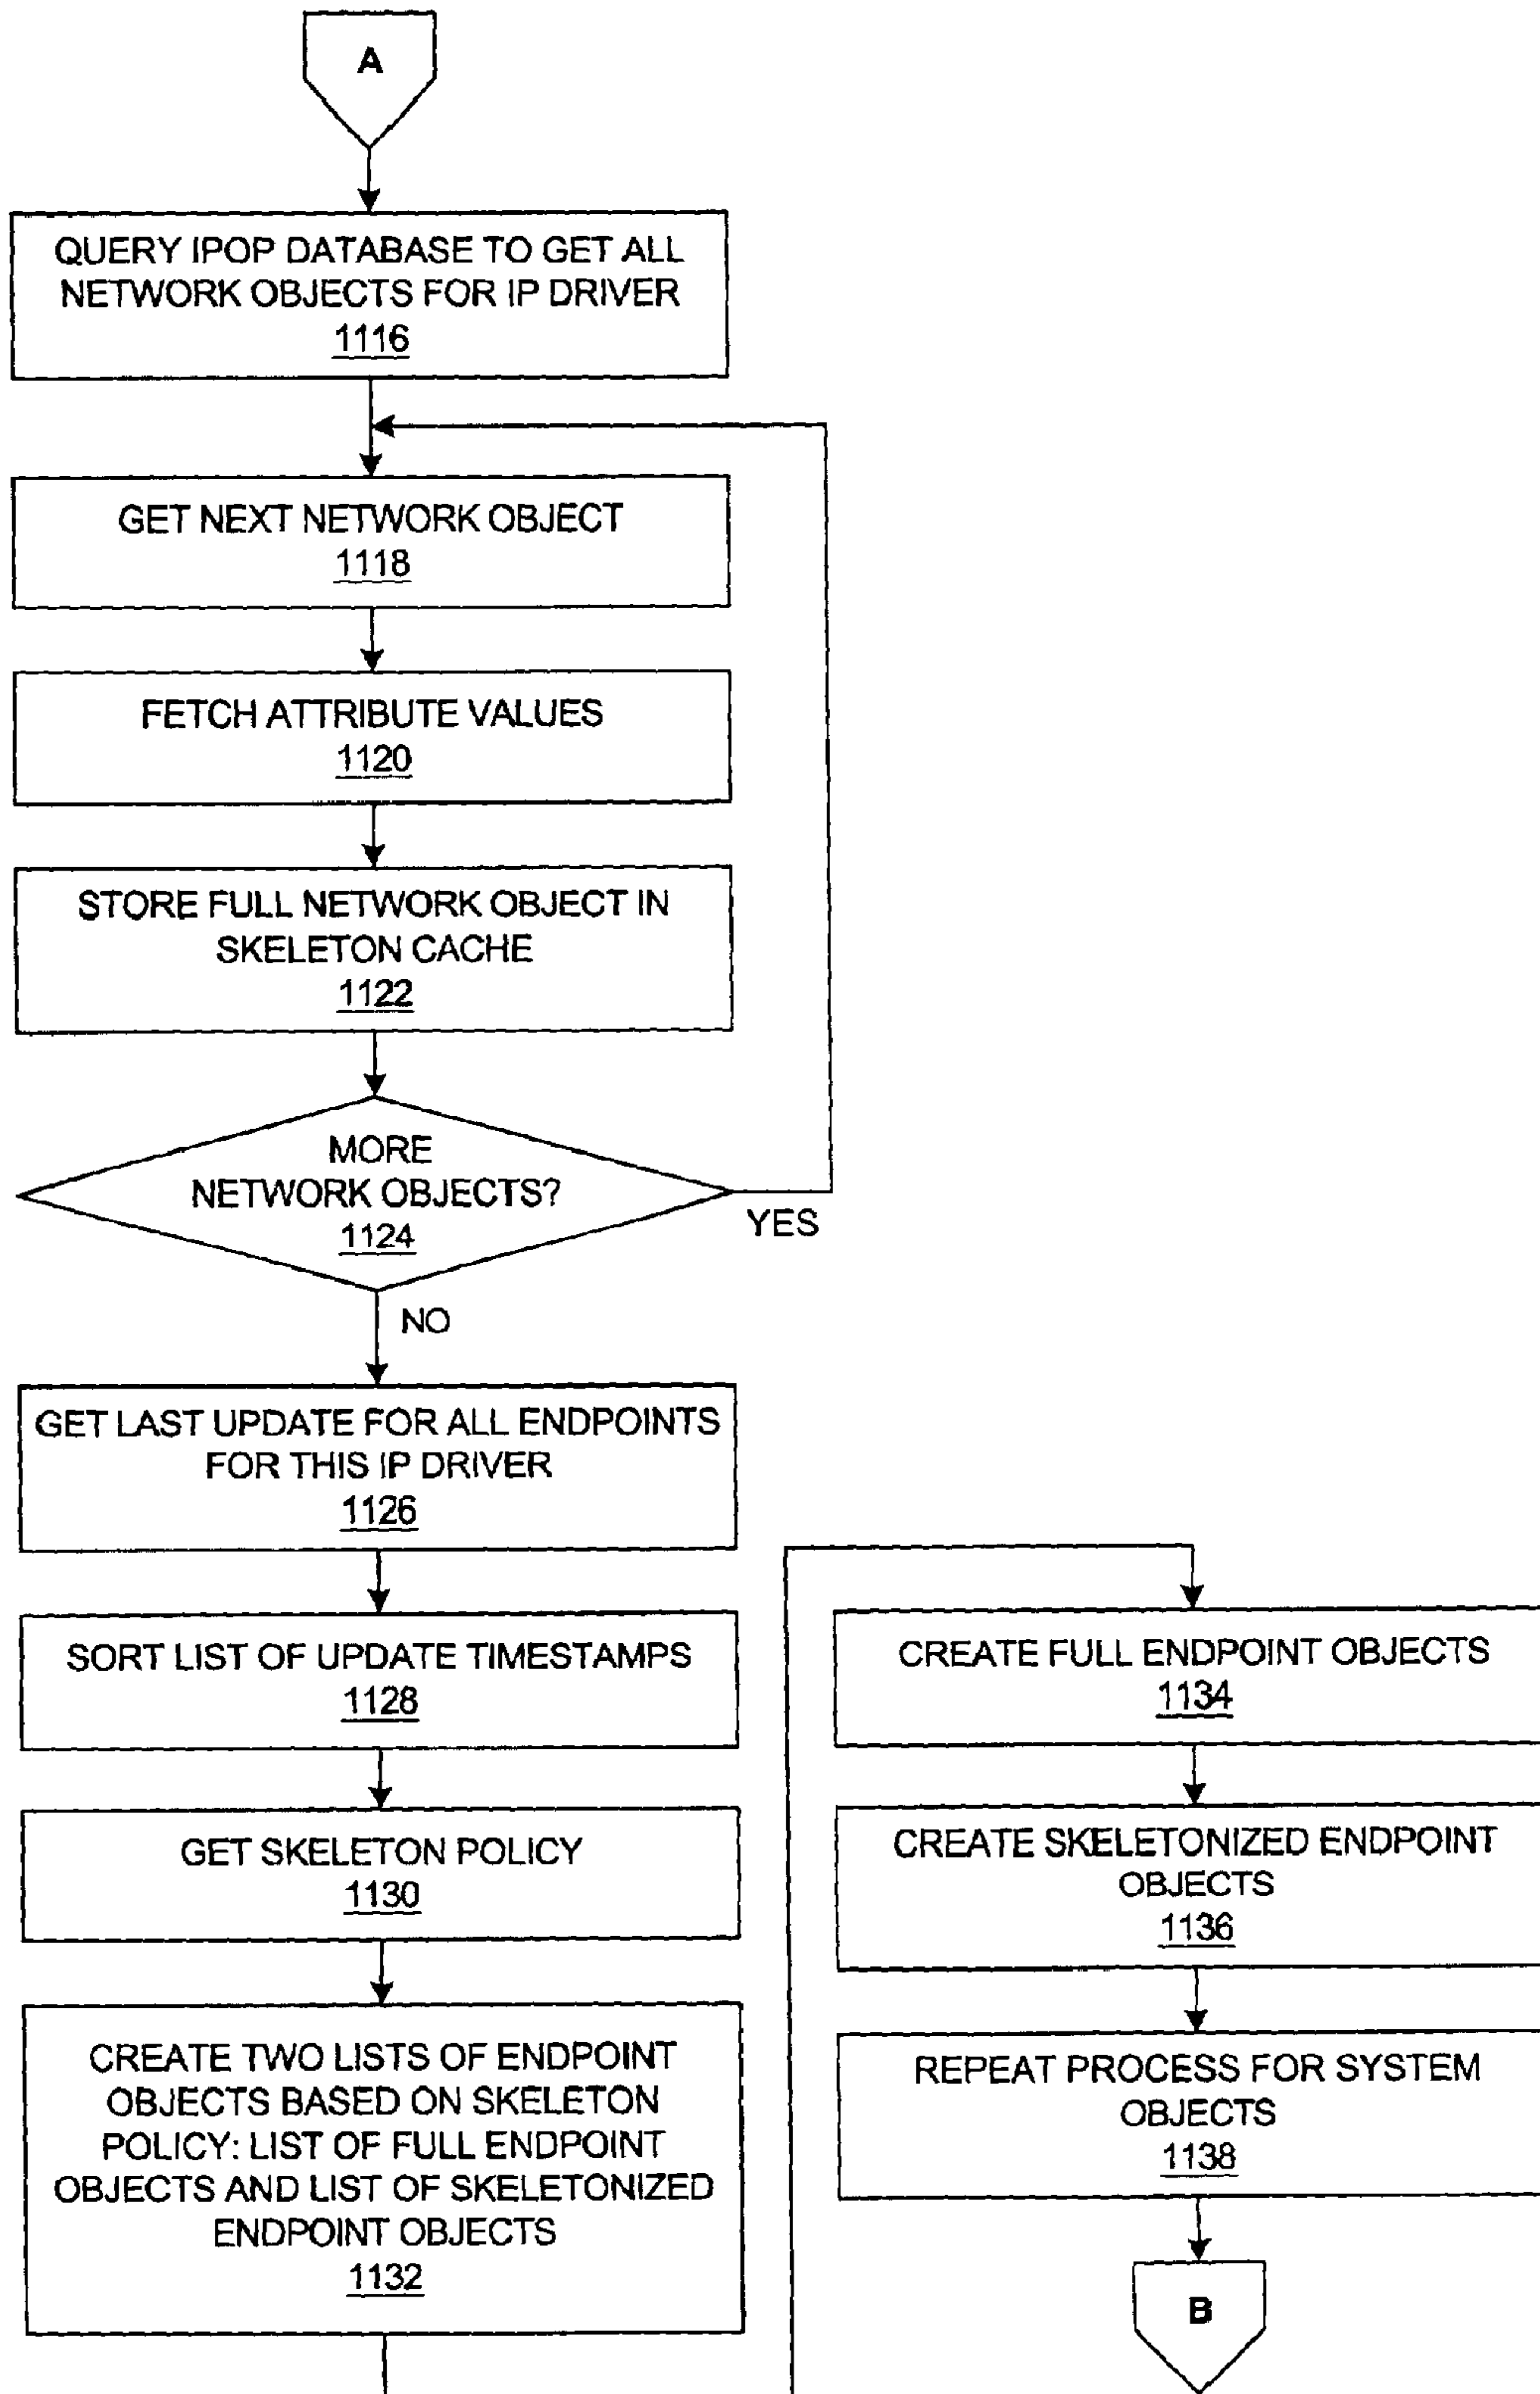 A
QUERY IPOP DATABASE TO GET ALL
NETWORK OBJECTS FOR IP DRIVER
1116
GET NEXT NETWORK OBJECT
1118
FETCH ATTRIBUTE VALUES
1120
STORE FULL NETWORK OBJECT IN
SKELETON CACHE
1122
MORE
NETWORK OBJECTS?
1124
YES
NO
GET LAST UPDATE FOR ALL ENDPOINTS
FOR THIS IP DRIVER
1126
SORT LIST OF UPDATE TIMESTAMPS
1128
GET SKELETON POLICY
1130
CREATE TWO LISTS OF ENDPOINT
OBJECTS BASED ON SKELETON
POLICY: LIST OF FULL ENDPOINT
OBJECTS AND LIST OF SKELETONIZED
ENDPOINT OBJECTS
1132
CREATE FULL ENDPOINT OBJECTS
1134
CREATE SKELETONIZED ENDPOINT
OBJECTS
1136
REPEAT PROCESS FOR SYSTEM
OBJECTS
1138
B